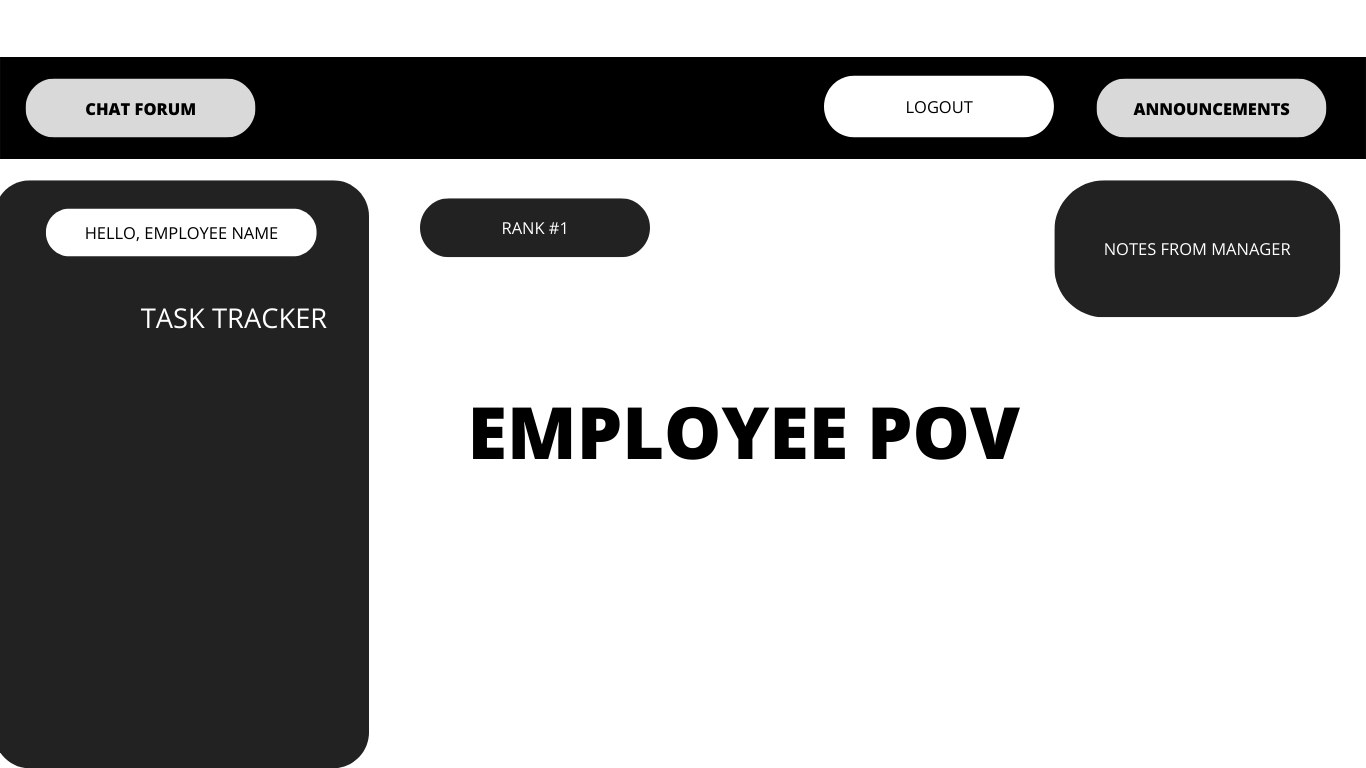 CHAT FORUM
LOGOUT
ANNOUNCEMENTS
HELLO, EMPLOYEE NAME
RANK #1
NOTES FROM MANAGER
TASK TRACKER
EMPLOYEE POV